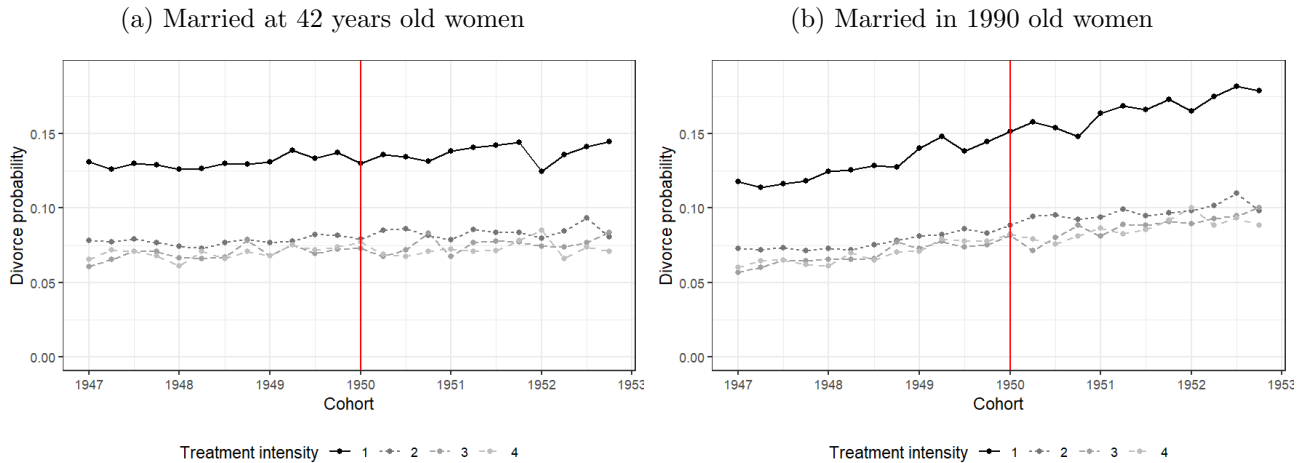 (a) Married at 42 years old women
0.15
0.10
0.05
0.00
Divorce probability
1947 1948 1949 1950 1951 1952 1953
Cohort
Treatment intensity 1 2 3 4
(b) Married in 1990 old women
0.15
0.10
0.05
0.00
Divorce probability
1947 1948 1949 1950 1951 1952 1953
Cohort
Treatment intensity 1 2 3 4